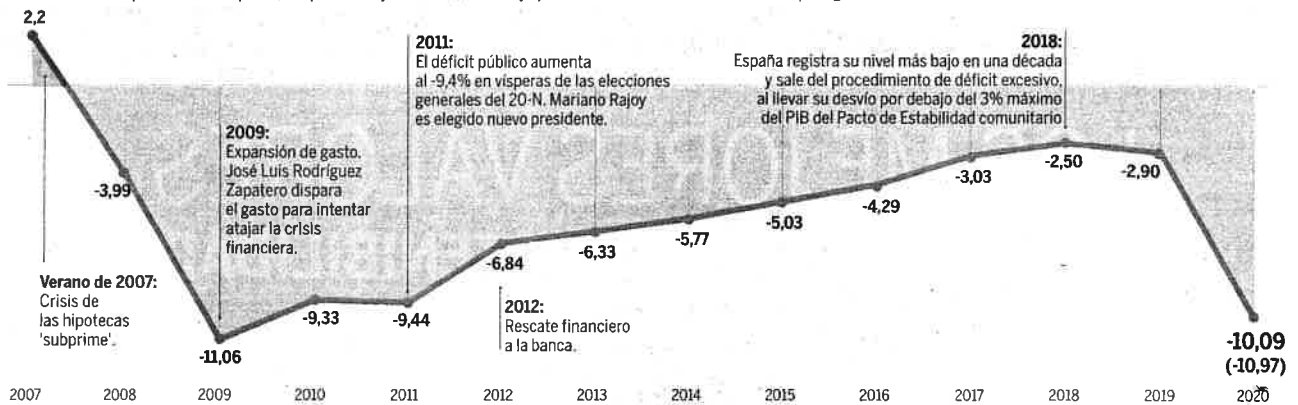 2,2
2011:
El déficit público aumenta
al -9,4% en vísperas de las elecciones
generales del 20-N. Mariano Rajoy
es elegido nuevo presidente.
2018:
España registra su nivel más bajo en una década
y sale del procedimiento de déficit excesivo,
al llevar su desvío por debajo del 3% máximo
del PIB del Pacto de Estabilidad comunitario
2009:
Expansión de gasto.
José Luis Rodríguez
Zapatero dispara
el gasto para intentar
atajar la crisis
financiera.
-3,99
-3,03
-2,50
-2,90
-4,29
-5,03
-5,77
-6,33
-6,84
Verano de 2007:
Crisis de
las hipotecas
'subprime'.
-9,33
-9,44
2012:
Rescate financiero
a la banca.
-11,06
-10,09
(-10,97)
2007 2008 2009 2010 2011 2012 2013 2014 2015 2016 2017 2018 2019 2020